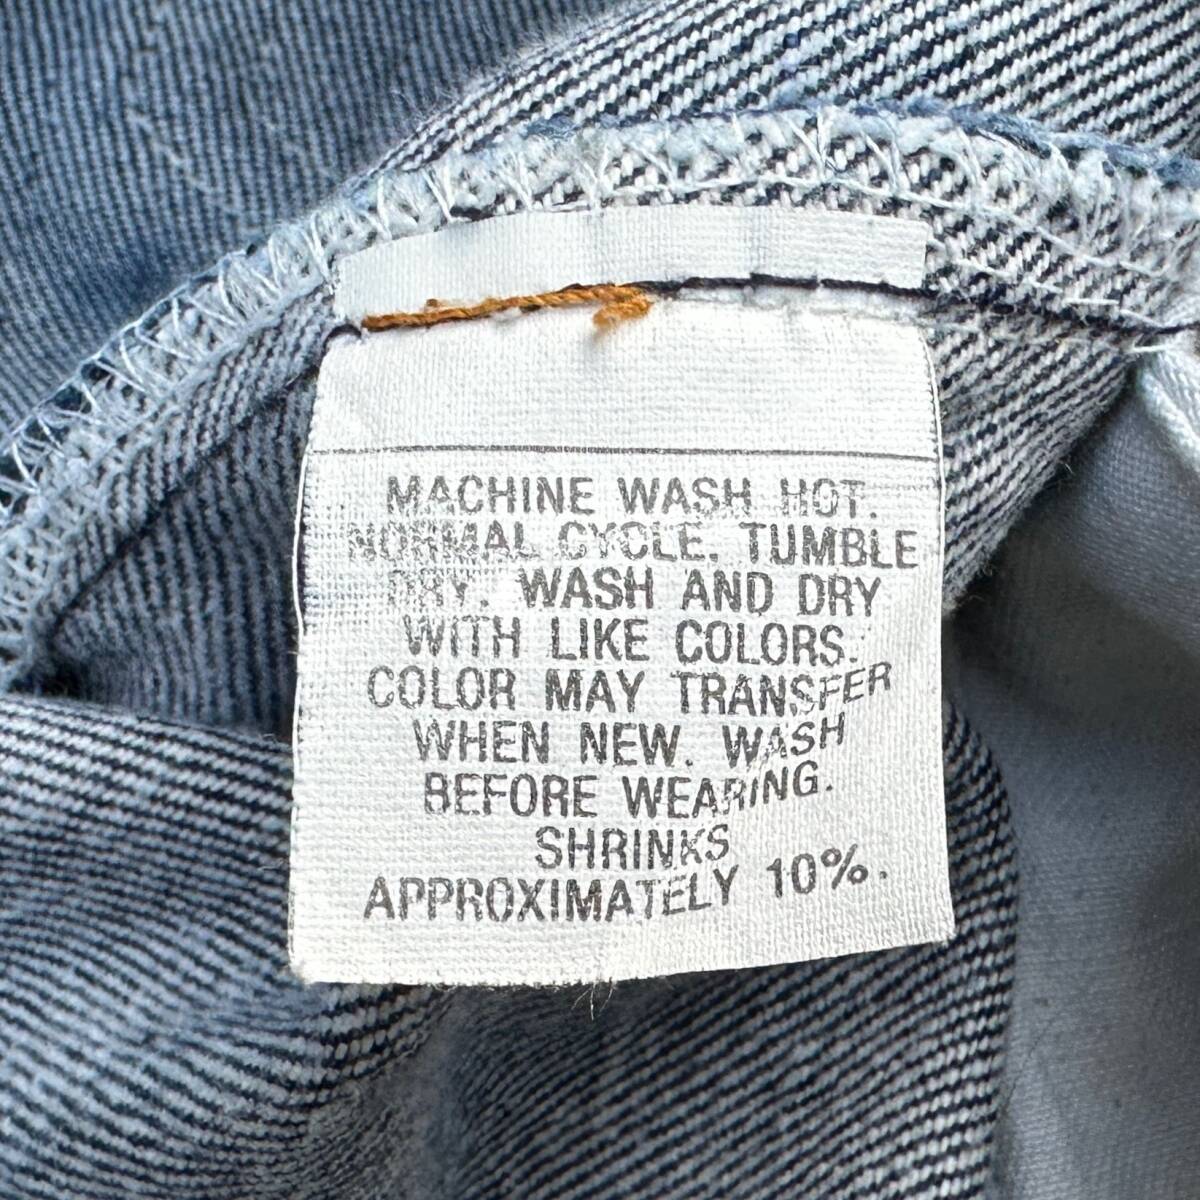 MACHINE WASH HOT.
NORMAL CYCLE. TUMBLE
DRY. WASH AND DRY
WITH LIKE COLORS.
COLOR MAY TRANSFER
WHEN NEW. WASH
BEFORE WEARING.
SHRINKS
APPROXIMATELY 10%.